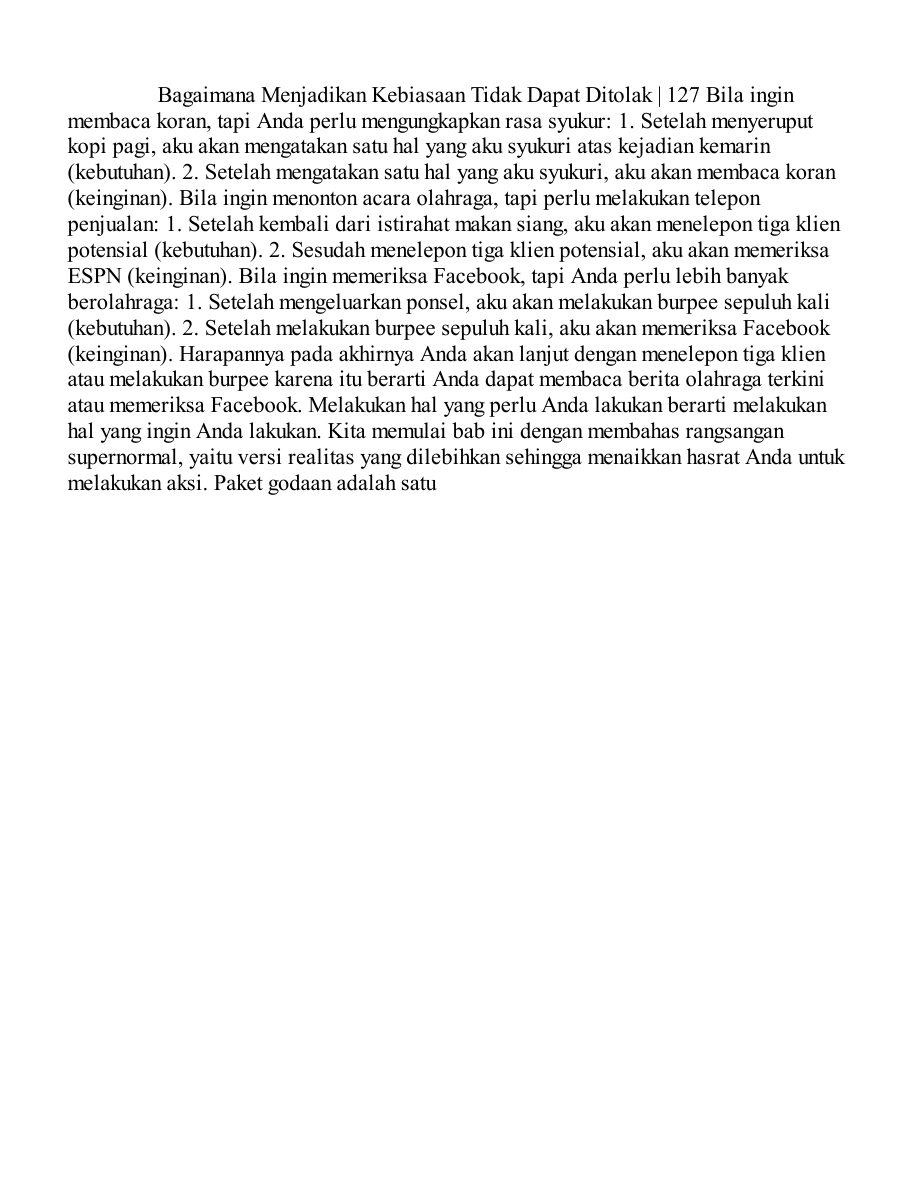 Bagaimana Menjadikan Kebiasaan Tidak Dapat Ditolak | 127 Bila ingin
membaca koran, tapi Anda perlu mengungkapkan rasa syukur: 1. Setelah menyeruput
kopi pagi, aku akan mengatakan satu hal yang aku syukuri atas kejadian kemarin
(kebutuhan). 2. Setelah mengatakan satu hal yang aku syukuri, aku akan membaca koran
(keinginan). Bila ingin menonton acara olahraga, tapi perlu melakukan telepon
penjualan: 1. Setelah kembali dari istirahat makan siang, aku akan menelepon tiga klien
potensial (kebutuhan). 2. Sesudah menelepon tiga klien potensial, aku akan memeriksa
ESPN (keinginan). Bila ingin memeriksa Facebook, tapi Anda perlu lebih banyak
berolahraga: 1. Setelah mengeluarkan ponsel, aku akan melakukan burpee sepuluh kali
(kebutuhan). 2. Setelah melakukan burpee sepuluh kali, aku akan memeriksa Facebook
(keinginan). Harapannya pada akhirnya Anda akan lanjut dengan menelepon tiga klien
atau melakukan burpee karena itu berarti Anda dapat membaca berita olahraga terkini
atau memeriksa Facebook. Melakukan hal yang perlu Anda lakukan berarti melakukan
hal yang ingin Anda lakukan. Kita memulai bab ini dengan membahas rangsangan
supernormal, yaitu versi realitas yang dilebihkan sehingga menaikkan hasrat Anda untuk
melakukan aksi. Paket godaan adalah satu